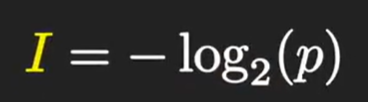 I = − log₂(p)